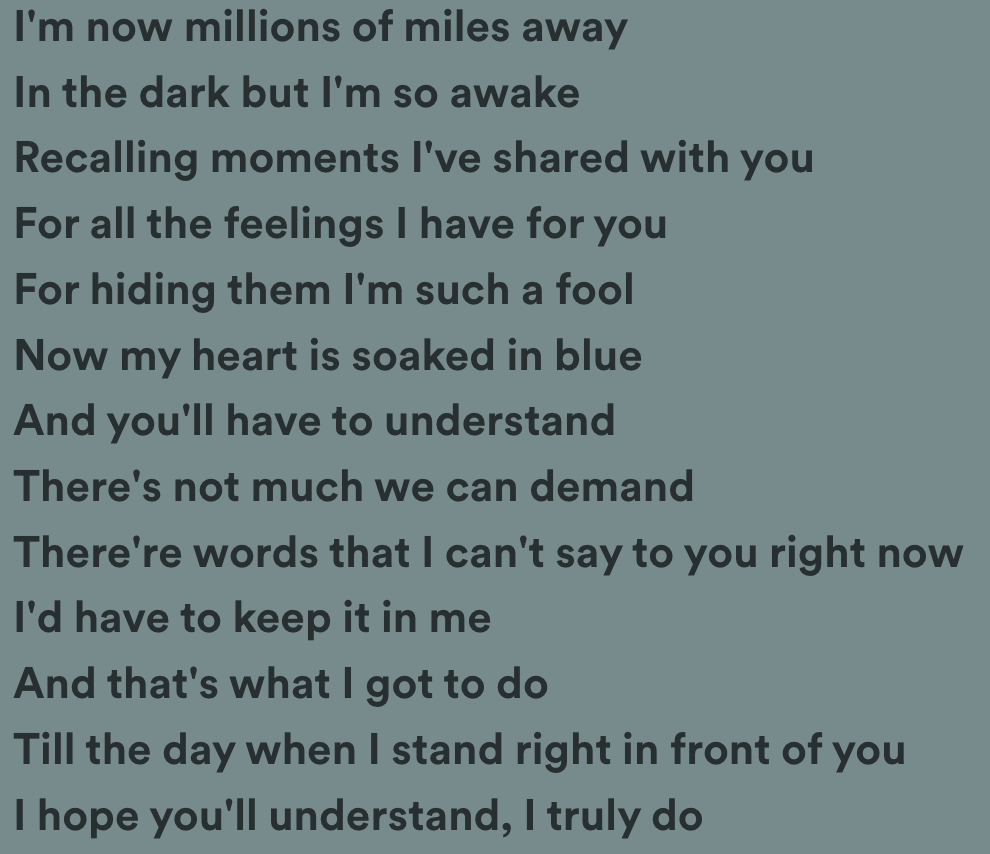 I'm now millions of miles away
In the dark but I'm so awake
Recalling moments I've shared with you
For all the feelings I have for you
For hiding them I'm such a fool
Now my heart is soaked in blue
And you'll have to understand
There's not much we can demand
There're words that I can't say to you right now
I'd have to keep it in me
And that's what I got to do
Till the day when I stand right in front of you
I hope you'll understand, I truly do